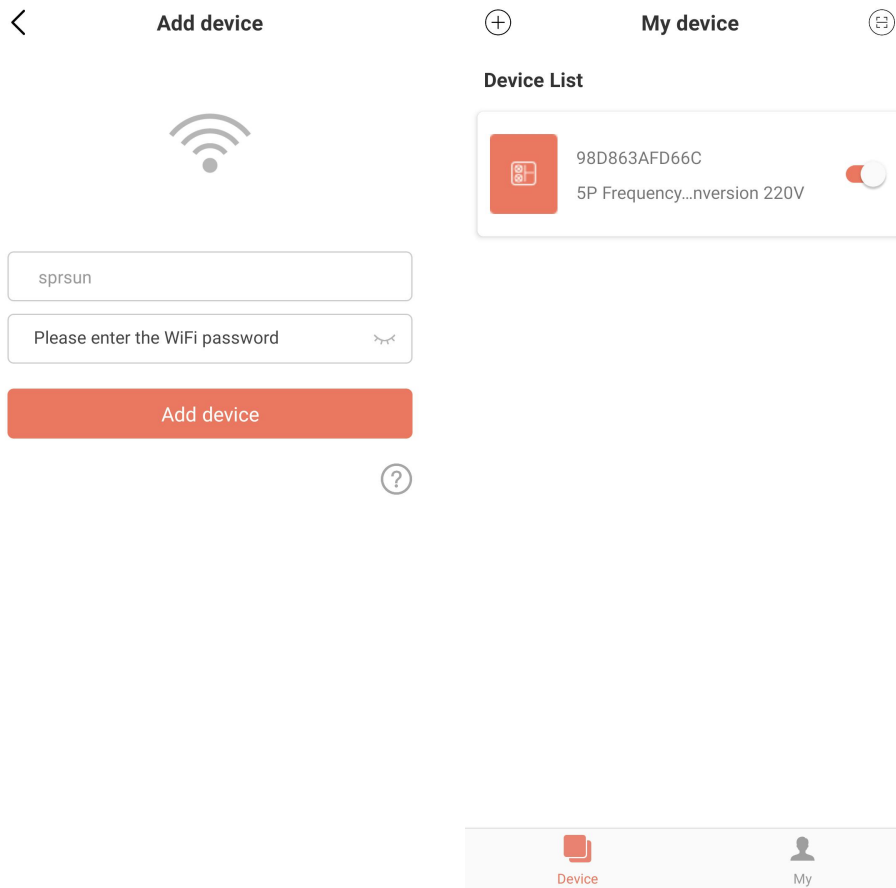 Add device
sprsun
Please enter the WiFi password
Add device
?
My device
Device List
98D863AFD66C
5P Frequency...nversion 220V
Device
My